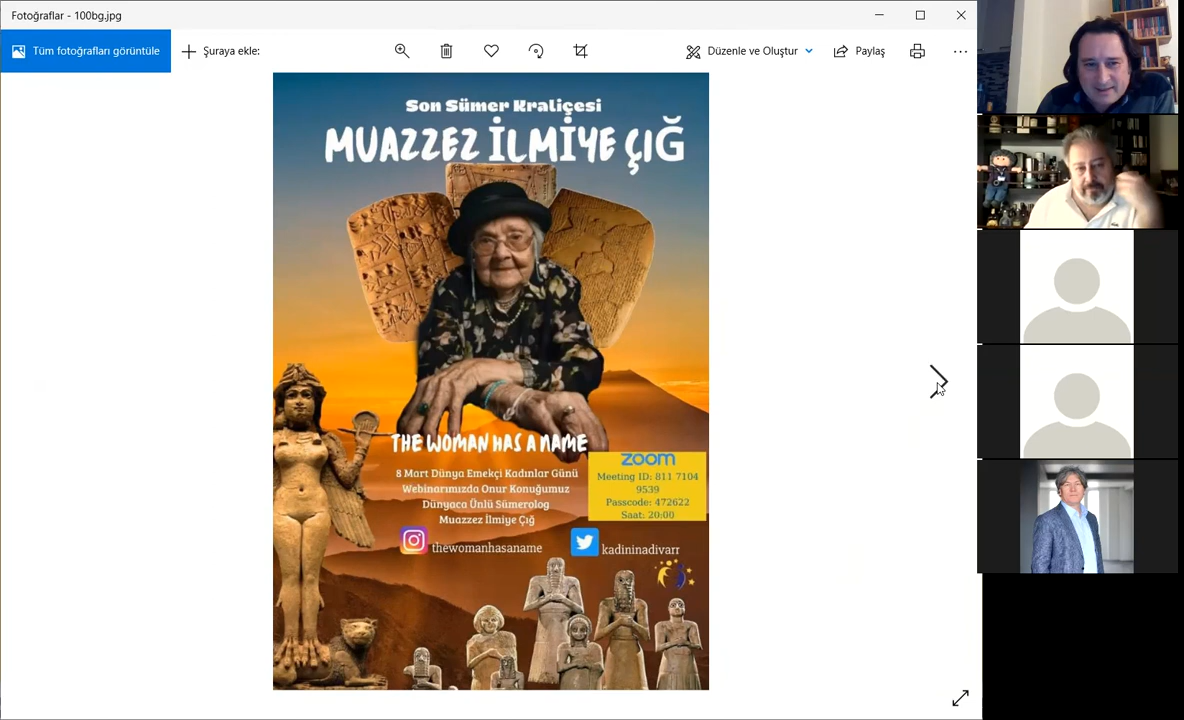 Fotoğraflar - 100bg.jpg
Tüm fotoğrafları görüntüle
Şuraya ekle:
Düzenle ve Oluştur
Paylaş
Son Sümer Kraliçesi
MUAZZEZ İLMİYE ÇIĞ
THE WOMAN HAS A NAME
8 Mart Dünya Emekçi Kadınlar Günü
Webinarımızda Onur Konuğumuz
Dünyaca Ünlü Sümerolog
Muazzez İlmiye Çığ
zoom
Meeting ID: 811 7104
9539
Passcode: 472622
Saat: 20:00
thewomanhasaname
kadininadivarr